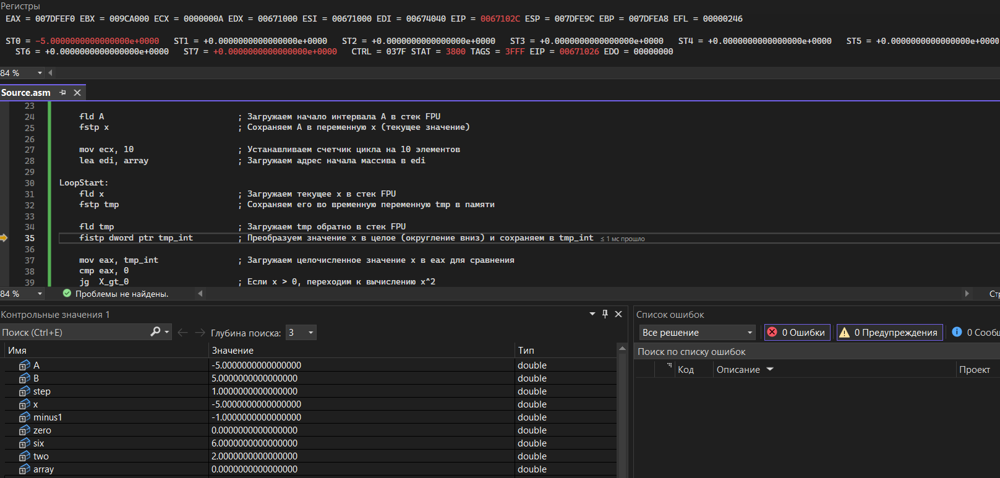 Регистры
EAX = 007DFEF0 EBX = 009CA000 ECX = 0000000A EDX = 00671000 ESI = 00671000 EDI = 00674040 EIP = 0067102C ESP = 007DFE9C EBP = 007DFEA8 EFL = 00000246
ST0 = -5.0000000000000000e+0000 ST1 = +0.0000000000000000e+0000 ST2 = +0.0000000000000000e+0000 ST3 = +0.0000000000000000e+0000 ST4 = +0.0000000000000000e+0000 ST5 = +0.0000000000000000e+0000
ST6 = +0.0000000000000000e+0000 ST7 = +0.0000000000000000e+0000 CTRL = 037F STAT = 3800 TAGS = 3FFF EIP = 00671026 EDO = 00000000
84 %
Source.asm
23
24 fld A ; Загружаем начало интервала A в стек FPU
25 fstp x ; Сохраняем A в переменную x (текущее значение)
26
27 mov ecx, 10 ; Устанавливаем счетчик цикла на 10 элементов
28 lea edi, array ; Загружаем адрес начала массива в edi
29
30 LoopStart:
31 fld x ; Загружаем текущее x в стек FPU
32 fstp tmp ; Сохраняем его во временную переменную tmp в памяти
33
34 fld tmp ; Загружаем tmp обратно в стек FPU
35 fistp dword ptr tmp_int ; Преобразуем значение x в целое (округление вниз) и сохраняем в tmp_int ≤ 1 мс прошло
36
37 mov eax, tmp_int ; Загружаем целочисленное значение x в eax для сравнения
38 cmp eax, 0
39 jg X_gt_0 ; Если x > 0, переходим к вычислению x^2
84 % Проблемы не найдены. Ст
Контрольные значения 1
Поиск (Ctrl+E) Глубина поиска: 3
Имя Значение Тип
A -5.0000000000000000 double
B 5.0000000000000000 double
step 1.0000000000000000 double
x -5.0000000000000000 double
minus1 -1.0000000000000000 double
zero 0.0000000000000000 double
six 6.0000000000000000 double
two 2.0000000000000000 double
array 0.0000000000000000 double
Список ошибок
Все решение 0 Ошибки 0 Предупреждения 0 Сообщ
Поиск по списку ошибок
Код Описание Проект